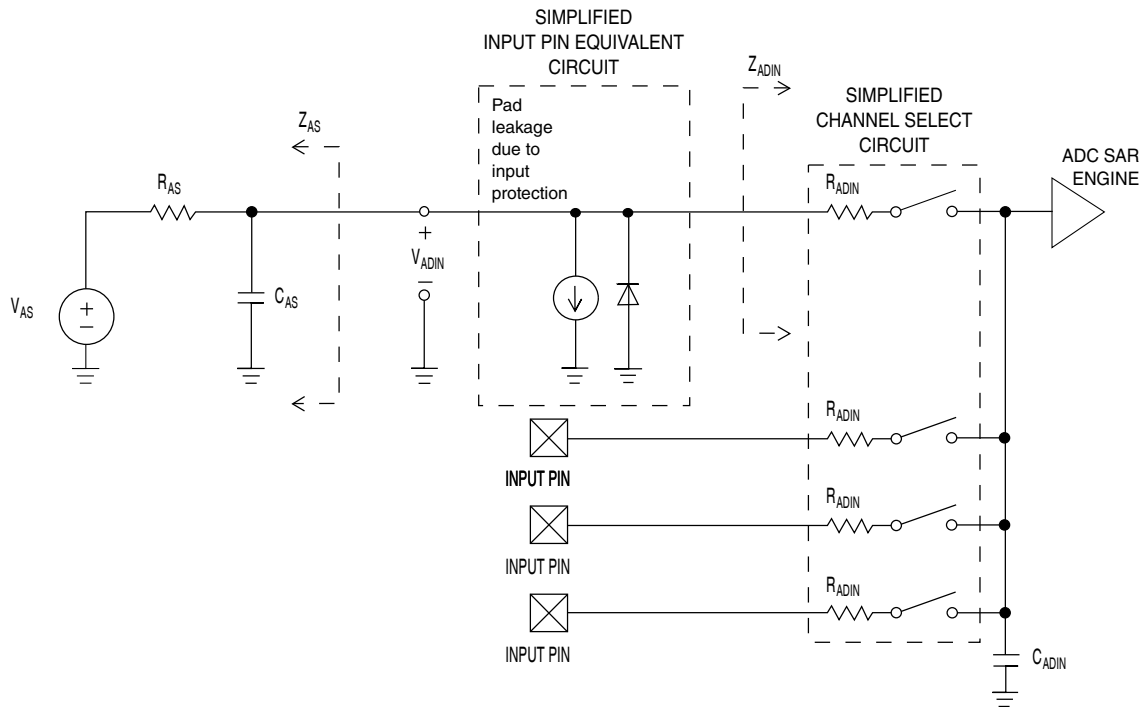 SIMPLIFIED
INPUT PIN EQUIVALENT
CIRCUIT
Pad
leakage
due to
input
protection
Z_ADIN
SIMPLIFIED
CHANNEL SELECT
CIRCUIT
ADC SAR
ENGINE
Z_AS
R_AS
R_ADIN
+
V_ADIN
–
V_AS
+
–
C_AS
R_ADIN
INPUT PIN
R_ADIN
INPUT PIN
R_ADIN
INPUT PIN
C_ADIN